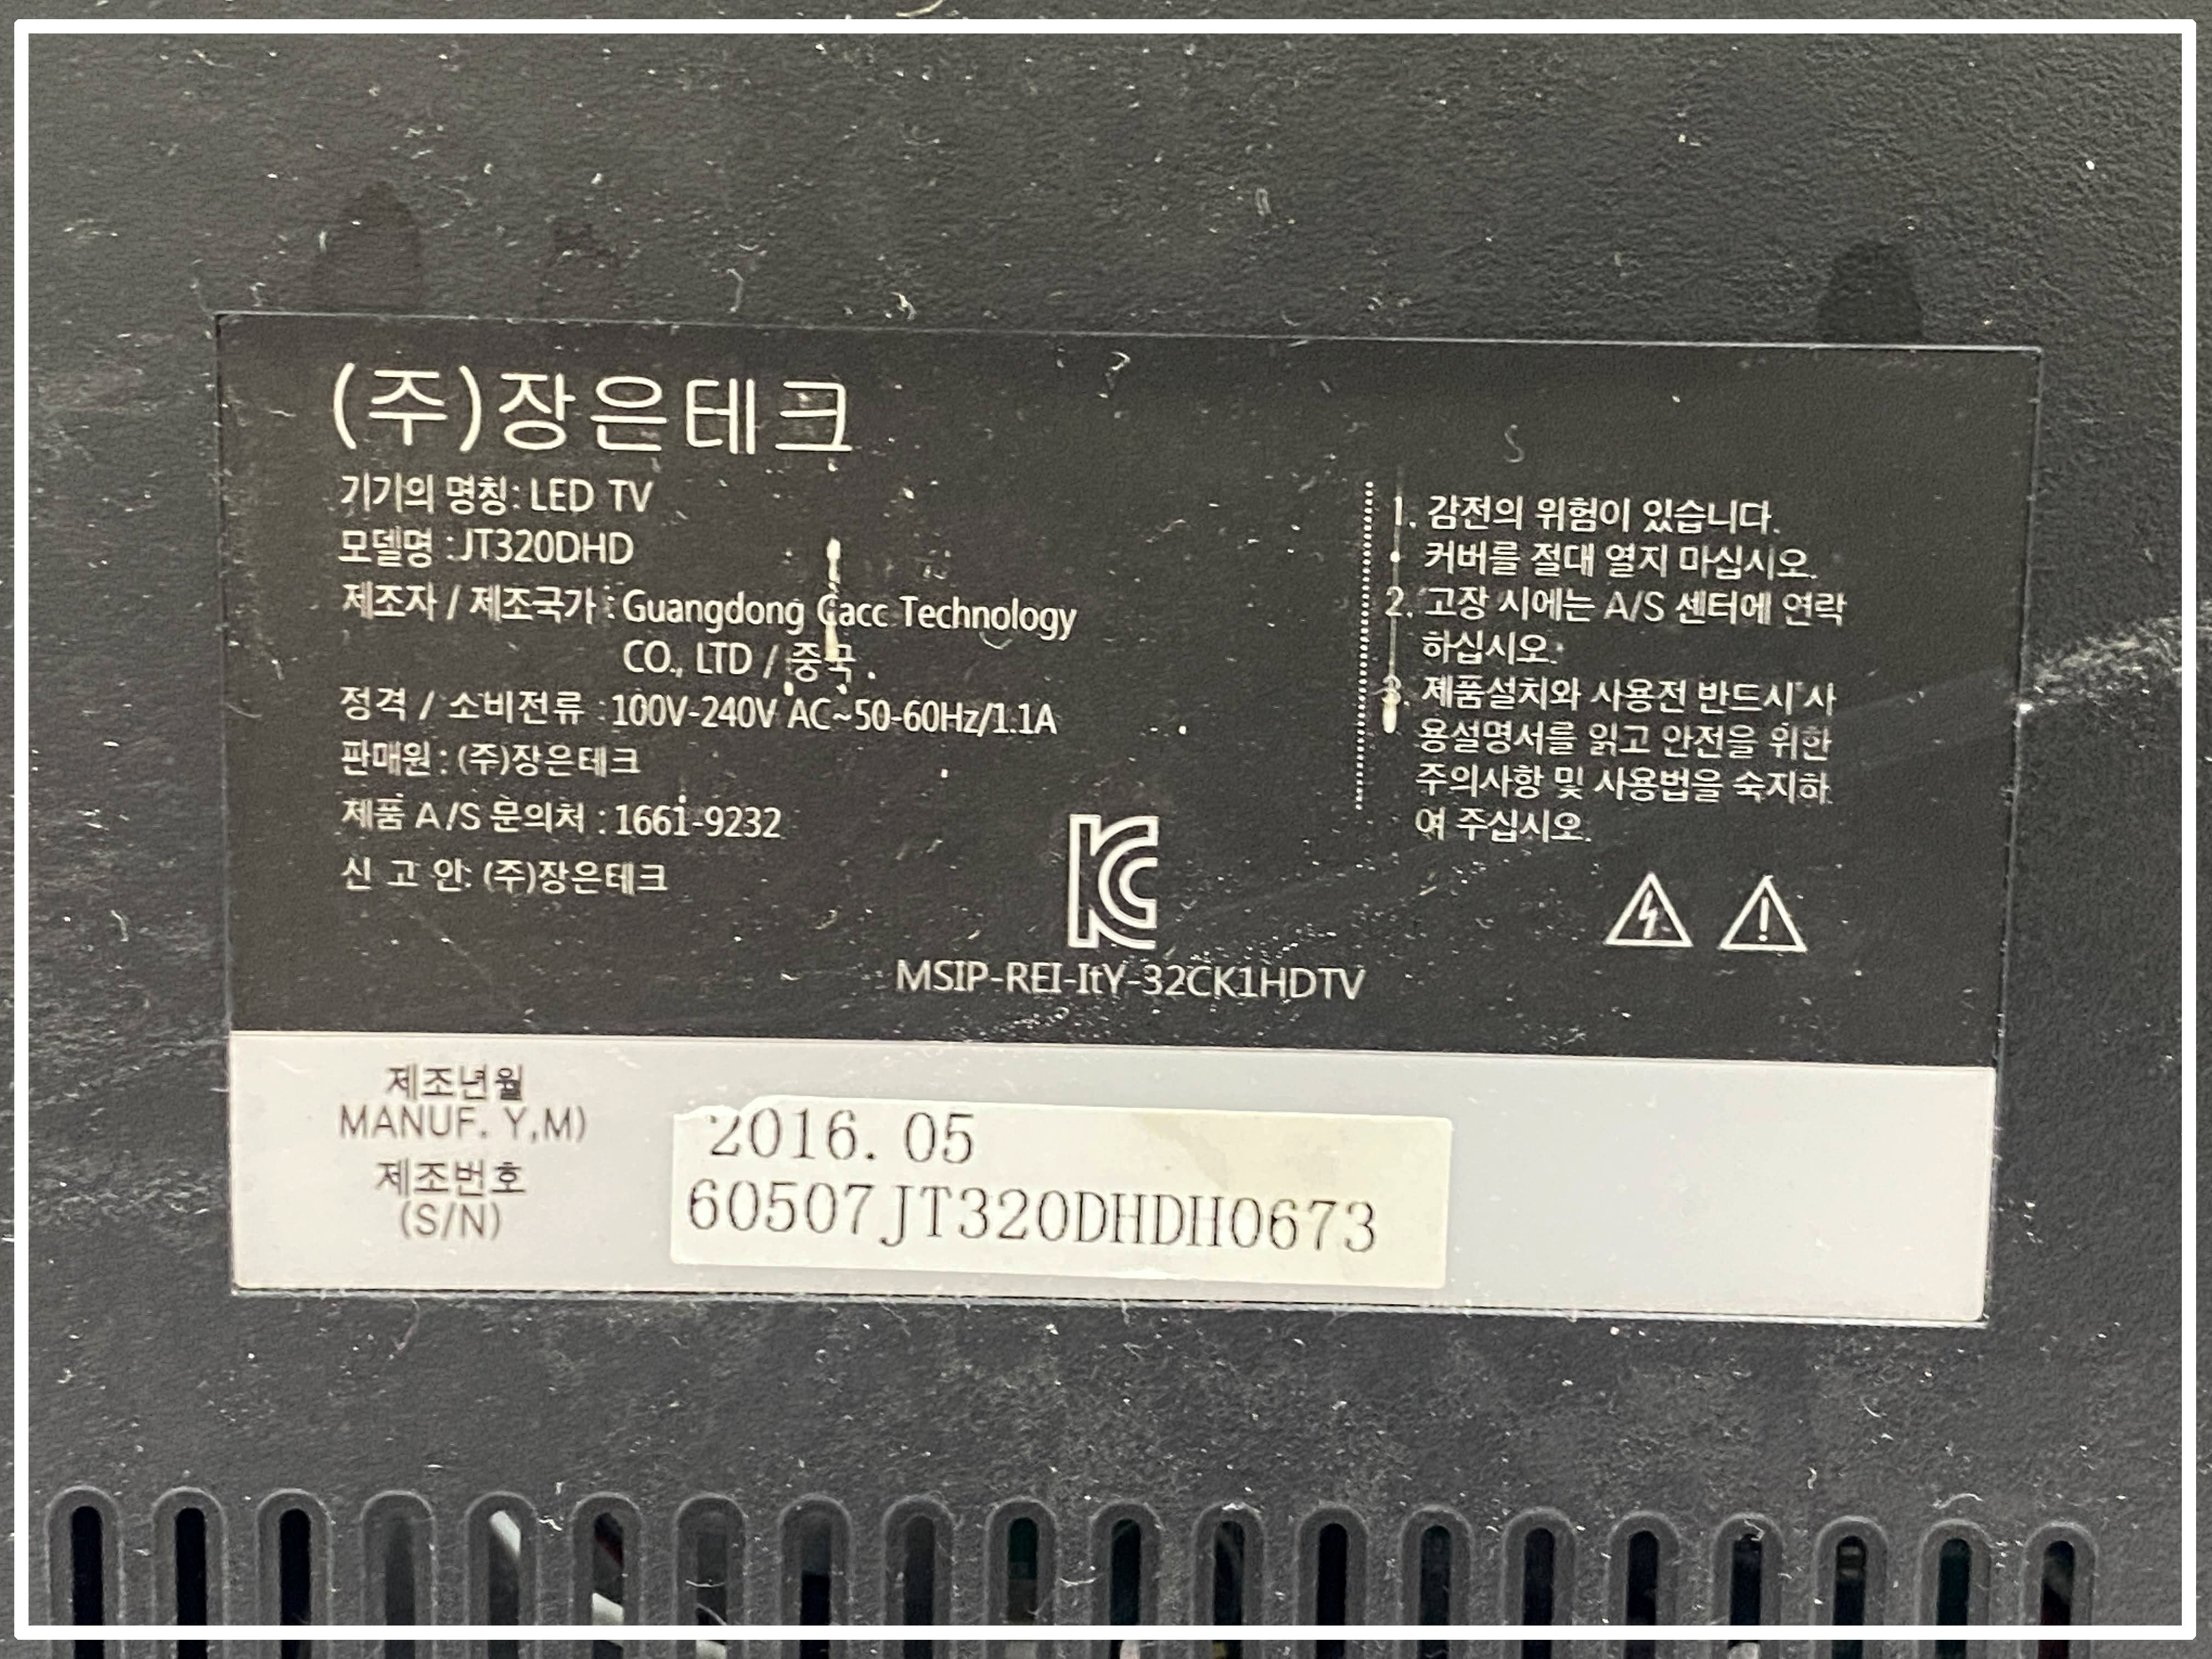 (주)장은테크
기기의 명칭: LED TV
모델명 : JT320DHD
제조자 / 제조국가 : Guangdong Cacc Technology
CO., LTD / 중국.
정격 / 소비전류 : 100V-240V AC~50-60Hz/1.1A
판매원 : (주)장은테크
제품 A/S 문의처 : 1661-9232
신 고 안: (주)장은테크
MSIP-REI-ItY-32CK1HDTV
1. 감전의 위험이 있습니다.
커버를 절대 열지 마십시오.
2. 고장 시에는 A/S 센터에 연락
하십시오.
3. 제품설치와 사용전 반드시 사
용설명서를 읽고 안전을 위한
주의사항 및 사용법을 숙지하
여 주십시오.
제조년월
MANUF. Y,M)
2016. 05
제조번호
(S/N)
60507JT320DHDH0673